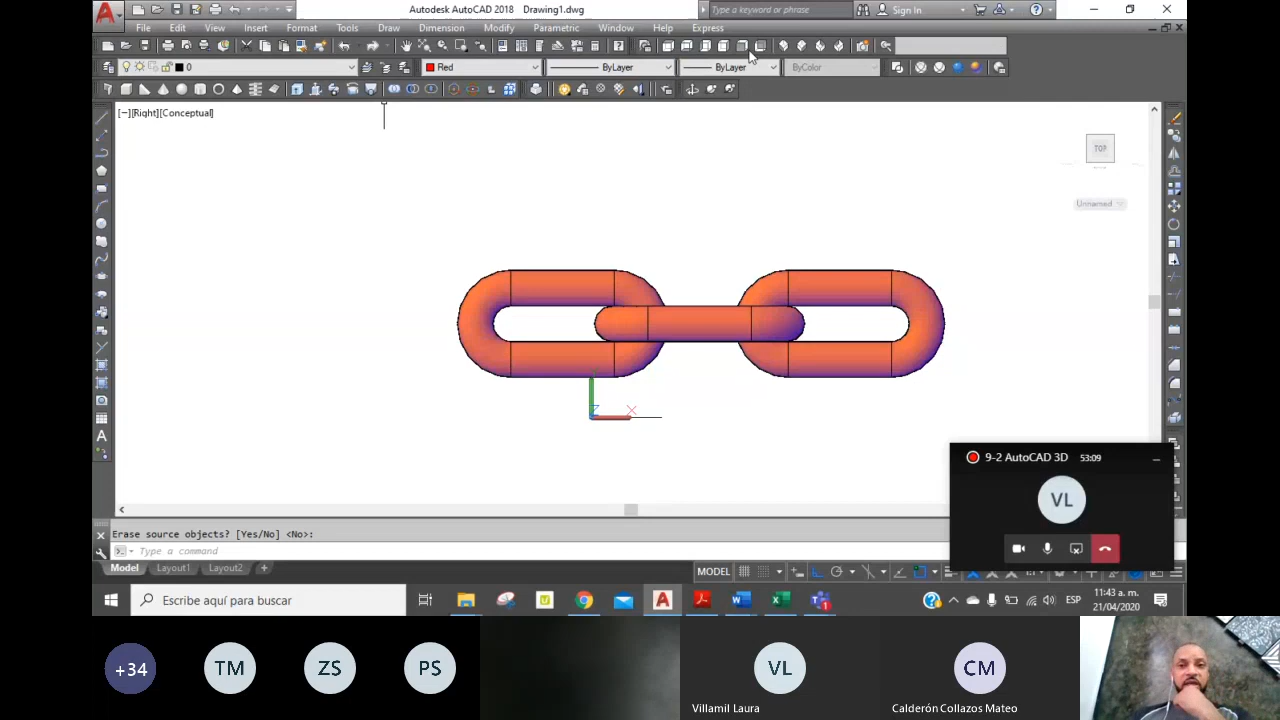 Autodesk AutoCAD 2018 Drawing1.dwg
Type a keyword or phrase
Sign In
File Edit View Insert Format Tools Draw Dimension Modify Parametric Window Help Express
0
Red
ByLayer
ByLayer
ByColor
[−][Right][Conceptual]
TOP
Unnamed
Z
X
9-2 AutoCAD 3D 53:09
VL
Erase source objects? [Yes/No] <No>:
Type a command
Model Layout1 Layout2 +
MODEL
Escribe aquí para buscar
ESP
11:43 a. m.
21/04/2020
+34
TM
ZS
PS
VL
CM
Villamil Laura
Calderón Collazos Mateo